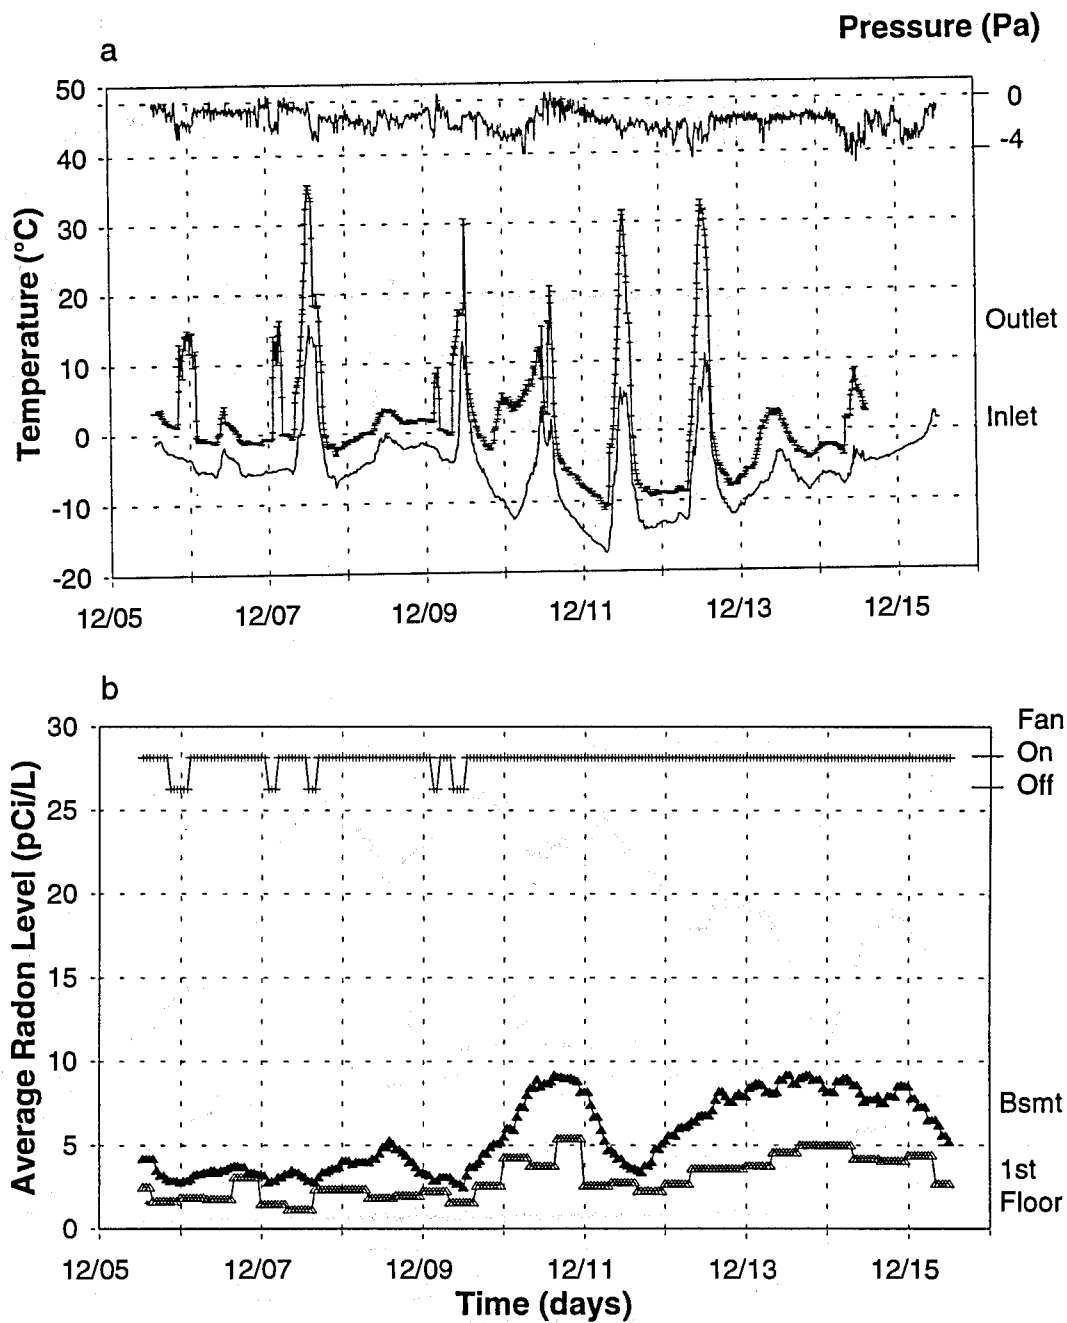 Pressure (Pa)
a
50
40
30
20
10
0
-10
-20
Temperature (°C)
0
-4
Outlet
Inlet
12/05 12/07 12/09 12/11 12/13 12/15
b
30
25
20
15
10
5
0
Average Radon Level (pCi/L)
Fan
On
Off
Bsmt
1st
Floor
12/05 12/07 12/09 12/11 12/13 12/15
Time (days)